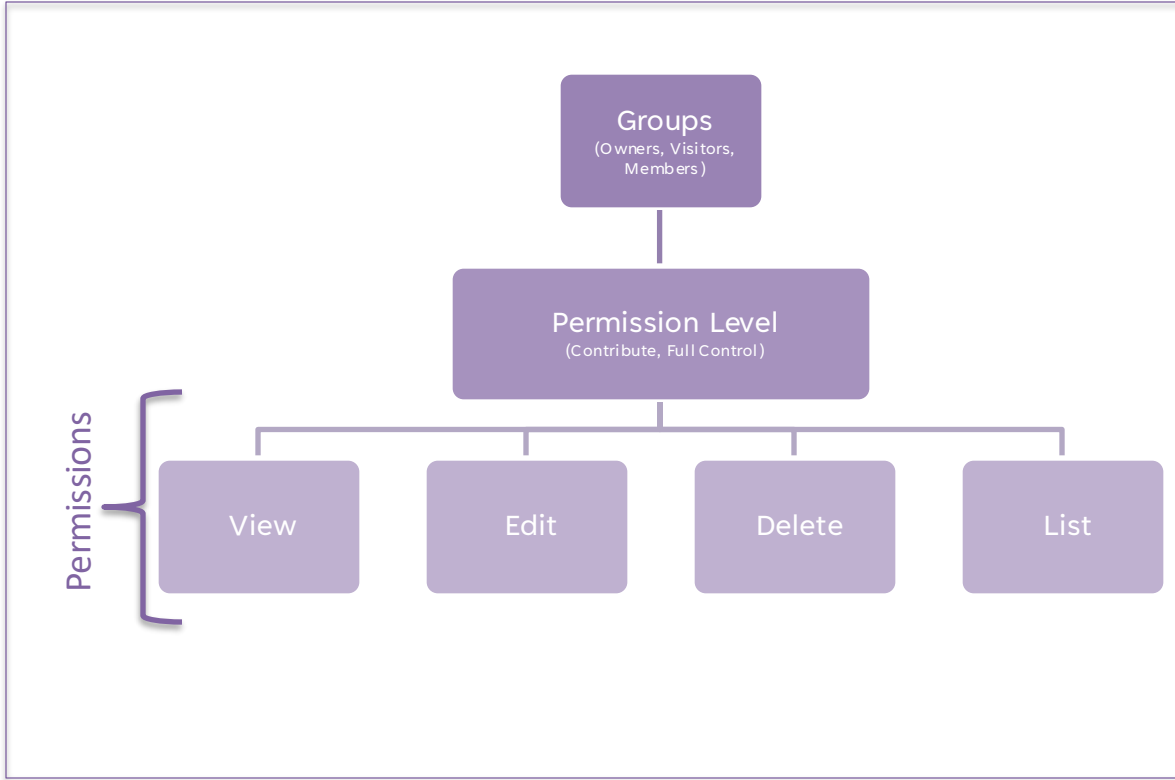 Groups
(Owners, Visitors,
Members)
Permission Level
(Contribute, Full Control)
Permissions
View
Edit
Delete
List